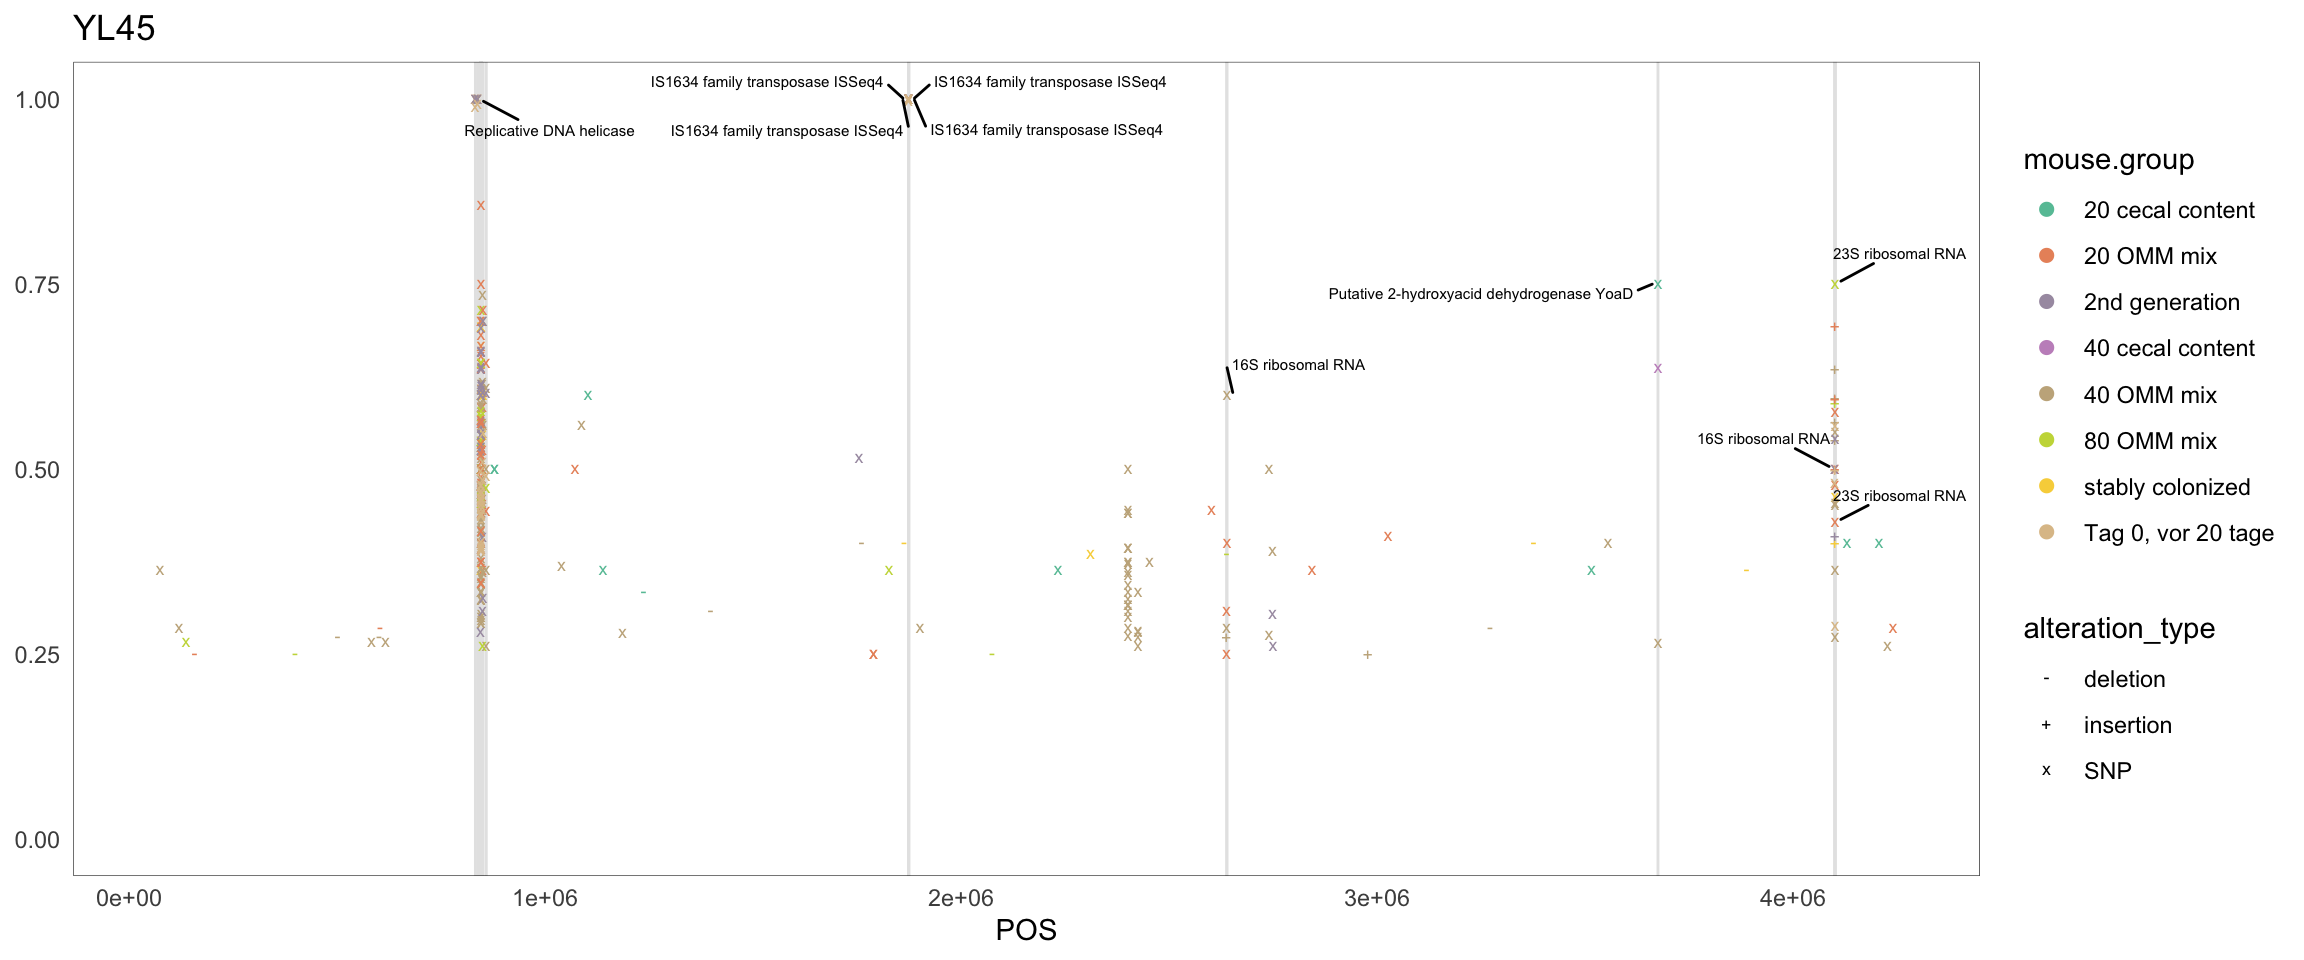 YL45
1.00
0.75
0.50
0.25
0.00
IS1634 family transposase ISSeq4
IS1634 family transposase ISSeq4
Replicative DNA helicase
IS1634 family transposase ISSeq4
IS1634 family transposase ISSeq4
23S ribosomal RNA
Putative 2-hydroxyacid dehydrogenase YoaD
16S ribosomal RNA
16S ribosomal RNA
23S ribosomal RNA
0e+00
1e+06
2e+06
3e+06
4e+06
POS
mouse.group
20 cecal content
20 OMM mix
2nd generation
40 cecal content
40 OMM mix
80 OMM mix
stably colonized
Tag 0, vor 20 tage
alteration_type
- deletion
+ insertion
x SNP